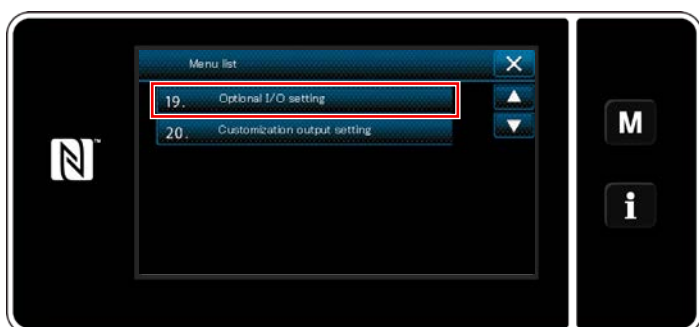 Menu list
19. Optional I/O setting
20. Customization output setting
M
i